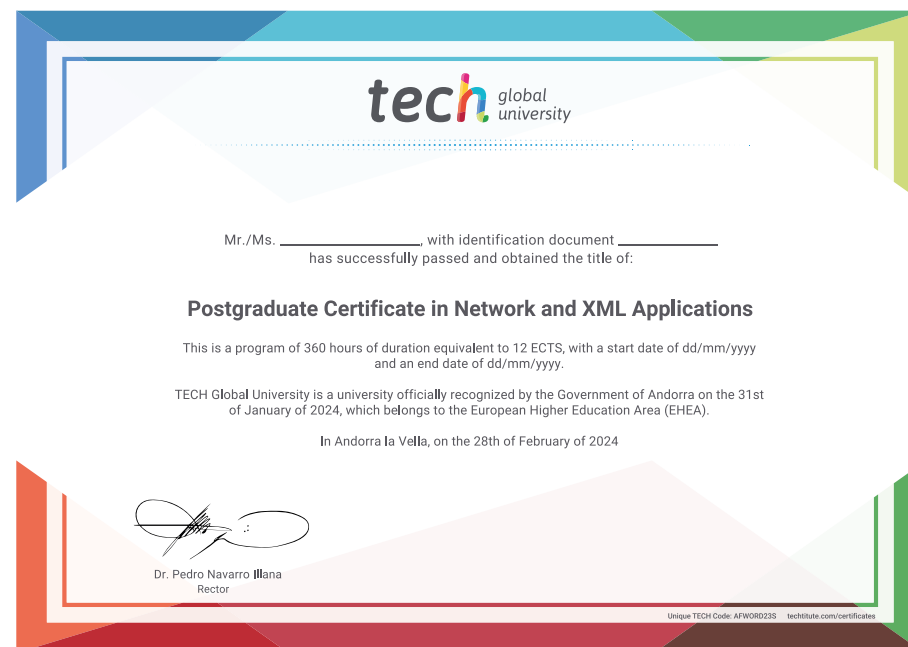 tech global
university
Mr./Ms. ____________________, with identification document ______________
has successfully passed and obtained the title of:
Postgraduate Certificate in Network and XML Applications
This is a program of 360 hours of duration equivalent to 12 ECTS, with a start date of dd/mm/yyyy
and an end date of dd/mm/yyyy.
TECH Global University is a university officially recognized by the Government of Andorra on the 31st
of January of 2024, which belongs to the European Higher Education Area (EHEA).
In Andorra la Vella, on the 28th of February of 2024
Dr. Pedro Navarro Illana
Rector
Unique TECH Code: AFWORD23S techtitute.com/certificates